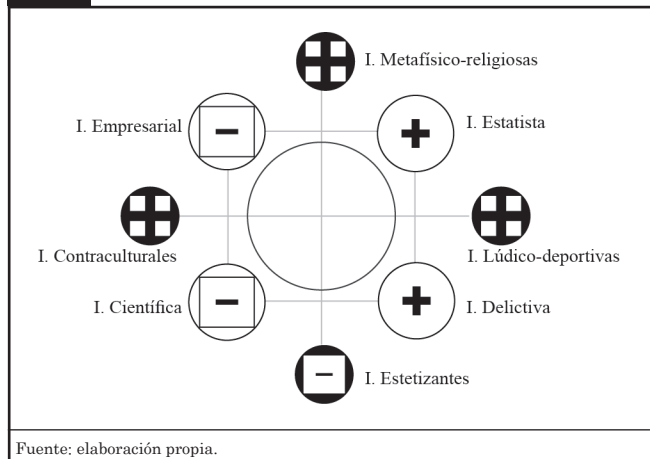 I. Metafísico-religiosas
I. Empresarial
I. Estatista
I. Contraculturales
I. Lúdico-deportivas
I. Científica
I. Delictiva
I. Estetizantes
Fuente: elaboración propia.